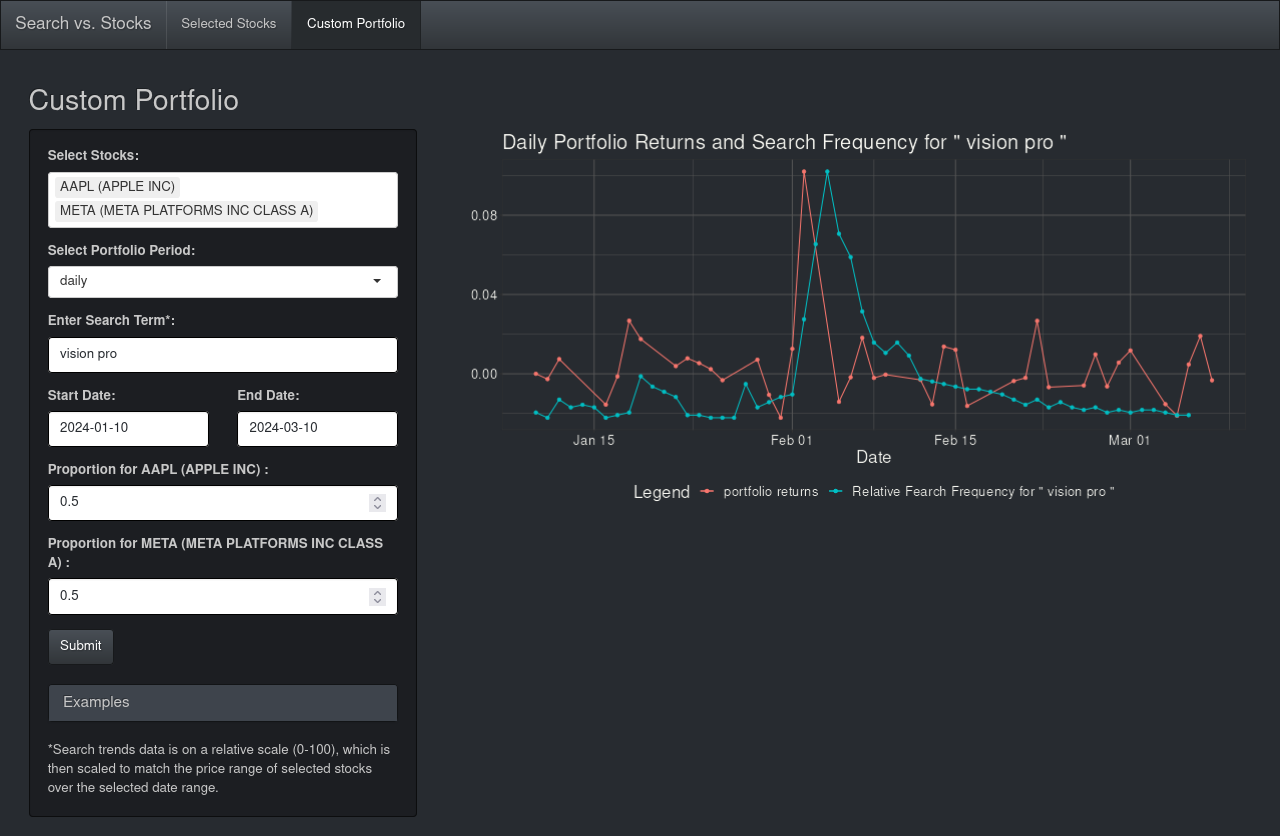 Search vs. Stocks Selected Stocks Custom Portfolio
Custom Portfolio
Select Stocks:
AAPL (APPLE INC)
META (META PLATFORMS INC CLASS A)
Select Portfolio Period:
daily
Enter Search Term*:
vision pro
Start Date: End Date:
2024-01-10 2024-03-10
Proportion for AAPL (APPLE INC) :
0.5
Proportion for META (META PLATFORMS INC CLASS
A) :
0.5
Submit
Examples
*Search trends data is on a relative scale (0-100), which is
then scaled to match the price range of selected stocks
over the selected date range.
Daily Portfolio Returns and Search Frequency for " vision pro "
0.08
0.04
0.00
Jan 15 Feb 01 Feb 15 Mar 01
Date
Legend portfolio returns Relative Fearch Frequency for " vision pro "